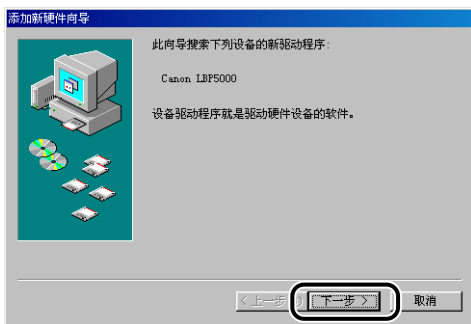 添加新硬件向导
此向导搜索下列设备的新驱动程序:
Canon LBP5000
设备驱动程序就是驱动硬件设备的软件。
< 上一步 下一步 > 取消